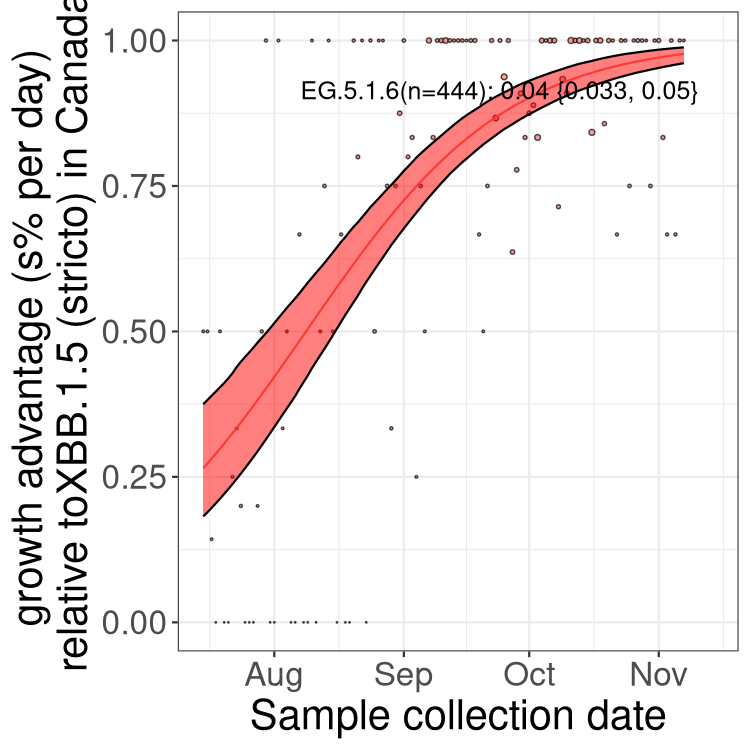 growth advantage (s% per day)
relative toXBB.1.5 (stricto) in Canada
1.00
0.75
0.50
0.25
0.00
EG.5.1.6(n=444): 0.04 {0.033, 0.05}
Aug Sep Oct Nov
Sample collection date